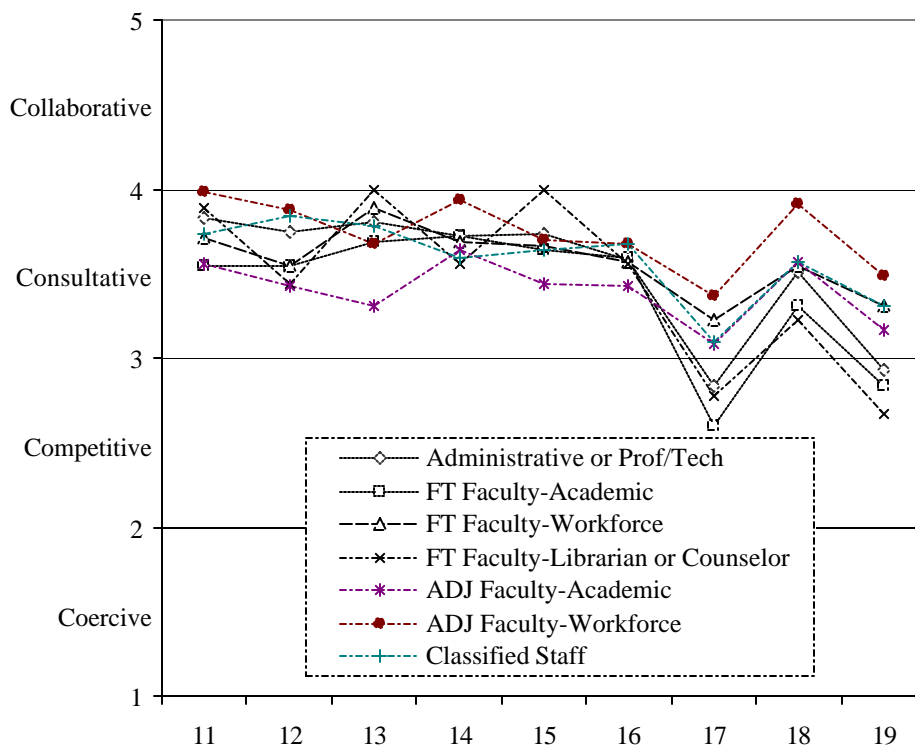 5
Collaborative
4
Consultative
3
Competitive
Administrative or Prof/Tech
FT Faculty-Academic
FT Faculty-Workforce
2
FT Faculty-Librarian or Counselor
ADJ Faculty-Academic
Coercive
ADJ Faculty-Workforce
Classified Staff
1
11 12 13 14 15 16 17 18 19